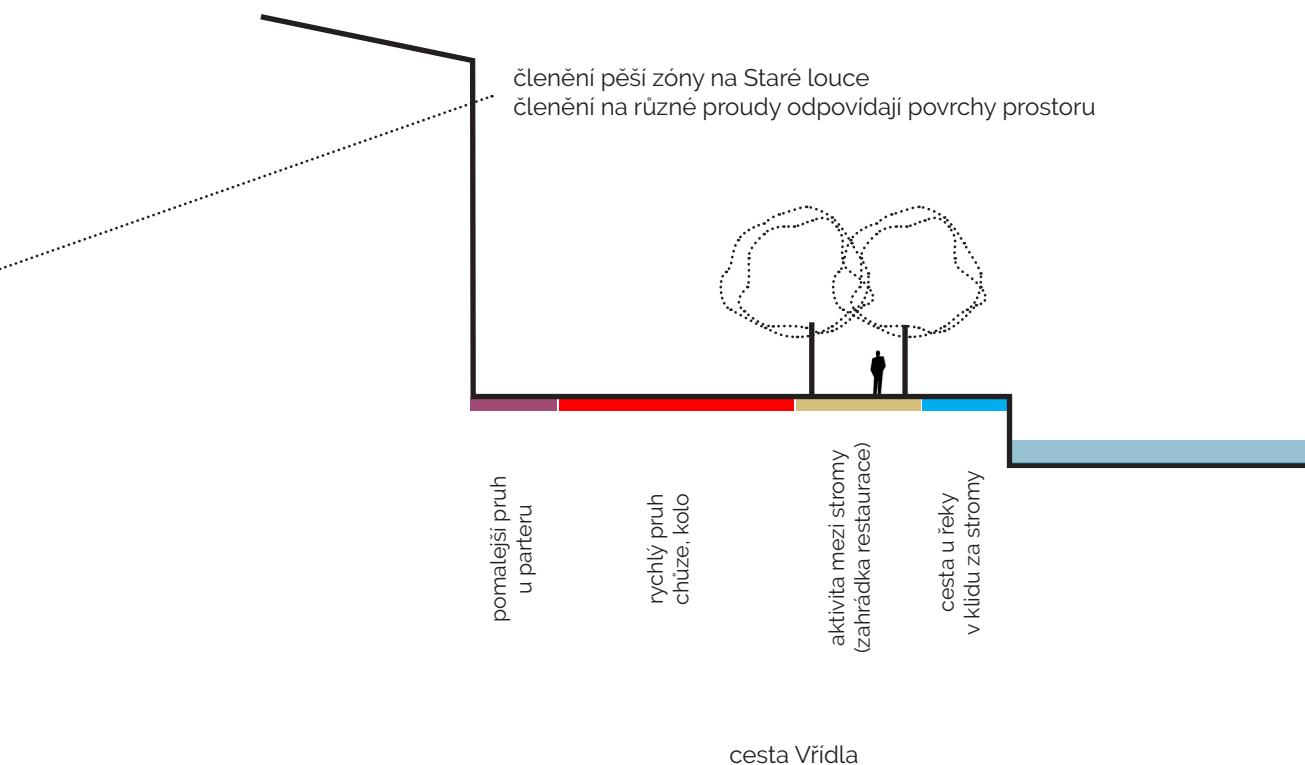 členění pěší zóny na Staré louce
členění na různé proudy odpovídají povrchy prostoru
pomalejší pruh
u parteru
rychlý pruh
chůze, kolo
aktivita mezi stromy
(zahrádka restaurace)
cesta u řeky
v klidu za stromy
cesta Vřídla